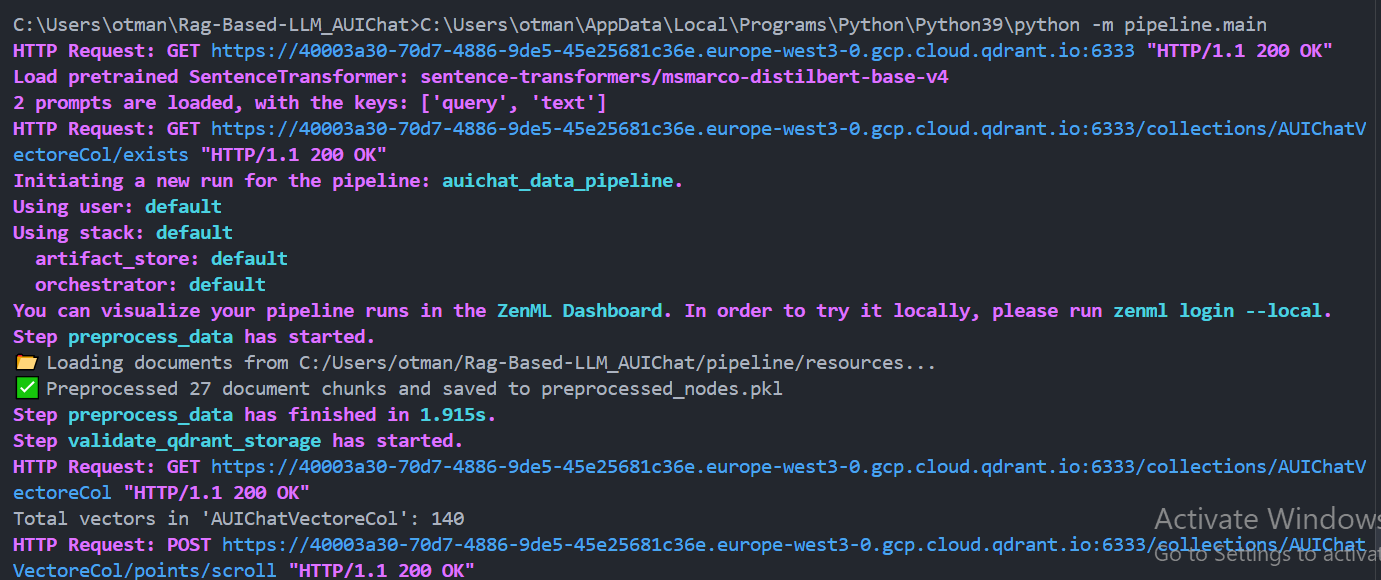 C:\Users\otman\Rag-Based-LLM_AUIChat>C:\Users\otman\AppData\Local\Programs\Python\Python39\python -m pipeline.main
HTTP Request: GET https://40003a30-70d7-4886-9de5-45e25681c36e.europe-west3-0.gcp.cloud.qdrant.io:6333 "HTTP/1.1 200 OK"
Load pretrained SentenceTransformer: sentence-transformers/msmarco-distilbert-base-v4
2 prompts are loaded, with the keys: ['query', 'text']
HTTP Request: GET https://40003a30-70d7-4886-9de5-45e25681c36e.europe-west3-0.gcp.cloud.qdrant.io:6333/collections/AUIChatV
ectoreCol/exists "HTTP/1.1 200 OK"
Initiating a new run for the pipeline: auichat_data_pipeline.
Using user: default
Using stack: default
  artifact_store: default
  orchestrator: default
You can visualize your pipeline runs in the ZenML Dashboard. In order to try it locally, please run zenml login --local.
Step preprocess_data has started.
📂 Loading documents from C:/Users/otman/Rag-Based-LLM_AUIChat/pipeline/resources...
✅ Preprocessed 27 document chunks and saved to preprocessed_nodes.pkl
Step preprocess_data has finished in 1.915s.
Step validate_qdrant_storage has started.
HTTP Request: GET https://40003a30-70d7-4886-9de5-45e25681c36e.europe-west3-0.gcp.cloud.qdrant.io:6333/collections/AUIChatV
ectoreCol "HTTP/1.1 200 OK"
Total vectors in 'AUIChatVectoreCol': 140
HTTP Request: POST https://40003a30-70d7-4886-9de5-45e25681c36e.europe-west3-0.gcp.cloud.qdrant.io:6333/collections/AUIChat
VectoreCol/points/scroll "HTTP/1.1 200 OK"
Activate Windows
Go to Settings to activat